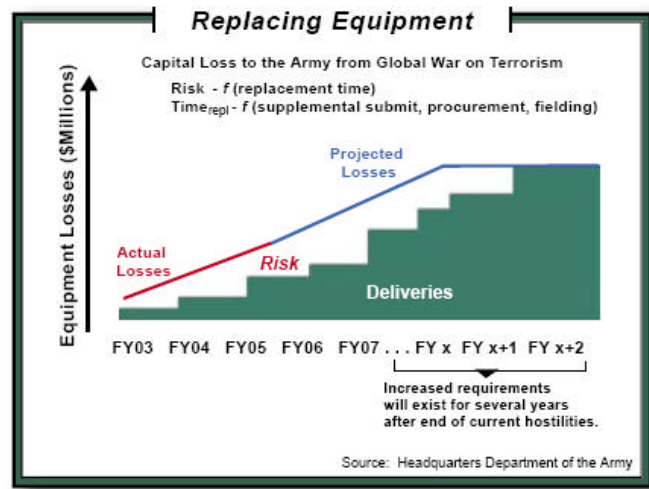 Replacing Equipment
Capital Loss to the Army from Global War on Terrorism
Risk - f (replacement time)
Timerepl - f (supplemental submit, procurement, fielding)
Equipment Losses ($Millions)
Projected
Losses
Actual
Losses
Risk
Deliveries
FY03 FY04 FY05 FY06 FY07 ... FY x FY x+1 FY x+2
Increased requirements
will exist for several years
after end of current hostilities.
Source: Headquarters Department of the Army